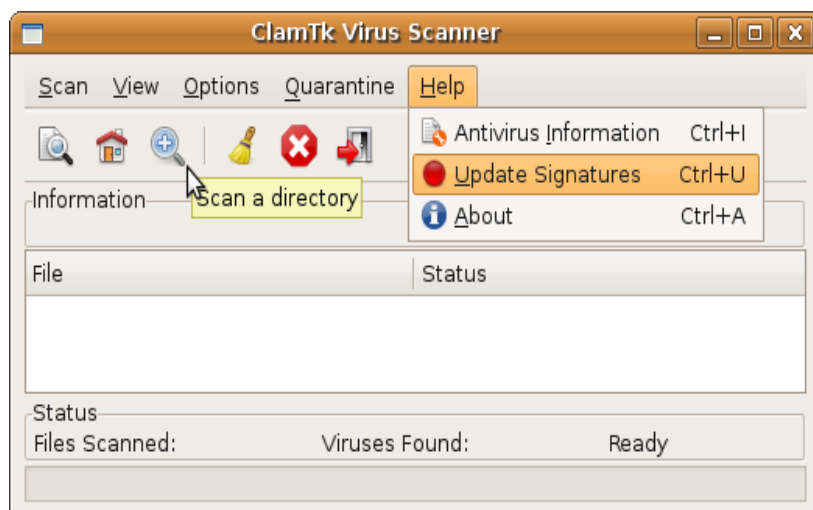 ClamTk Virus Scanner
Scan View Options Quarantine Help
Antivirus Information Ctrl+I
Update Signatures Ctrl+U
About Ctrl+A
Scan a directory
Information
File Status
Status
Files Scanned: Viruses Found: Ready